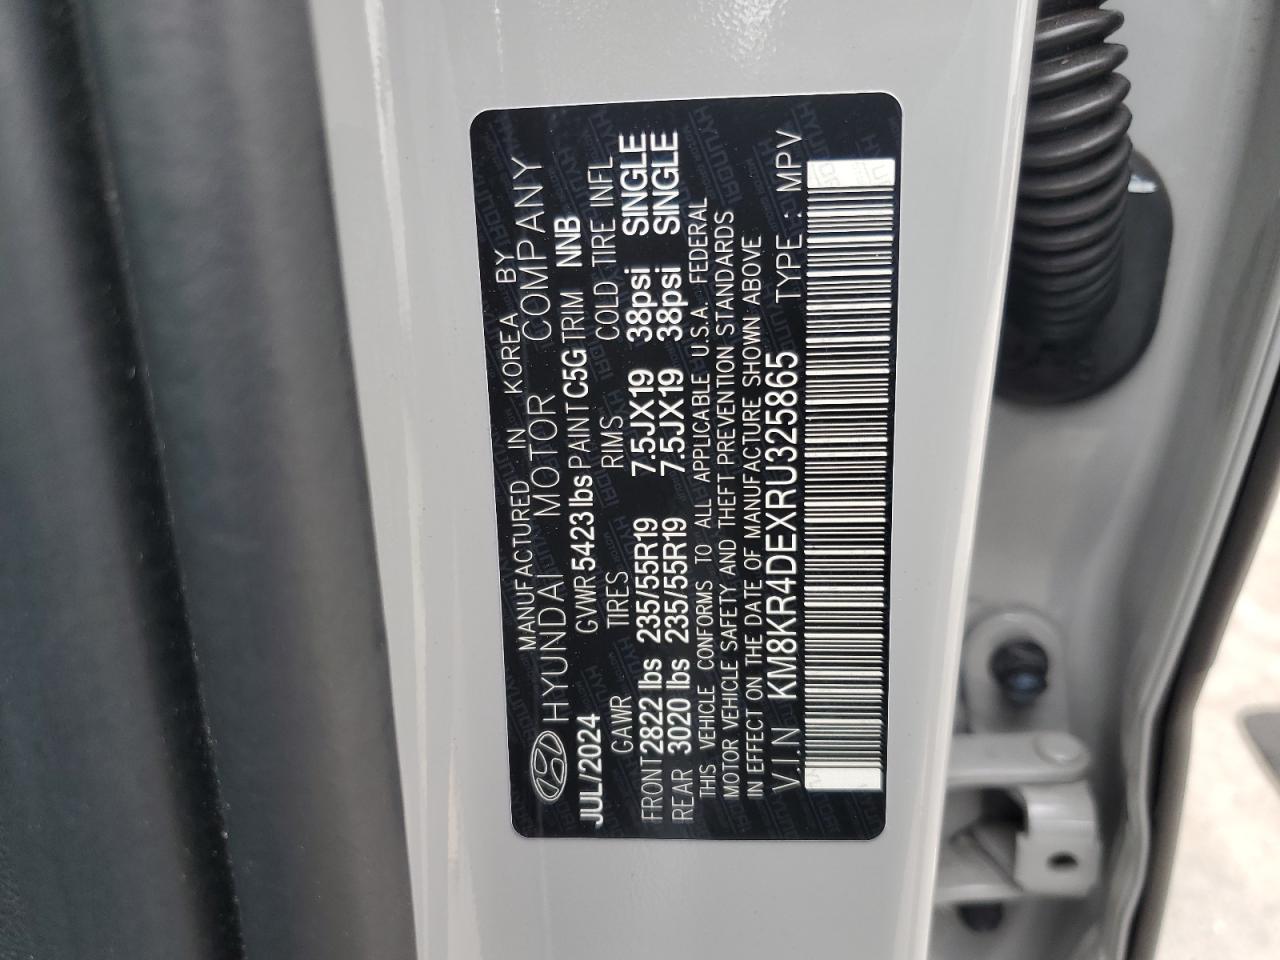 MANUFACTURED IN KOREA BY
HYUNDAI MOTOR COMPANY
JUL/2024 GVWR 5423 lbs PAINT C5G TRIM NNB
GAWR TIRES RIMS COLD TIRE INFL
FRONT 2822 lbs 235/55R19 7.5JX19 38psi SINGLE
REAR 3020 lbs 235/55R19 7.5JX19 38psi SINGLE
THIS VEHICLE CONFORMS TO ALL APPLICABLE U.S.A. FEDERAL
MOTOR VEHICLE SAFETY AND THEFT PREVENTION STANDARDS
IN EFFECT ON THE DATE OF MANUFACTURE SHOWN ABOVE
V.I.N KM8KR4DEXRU325865 TYPE: MPV